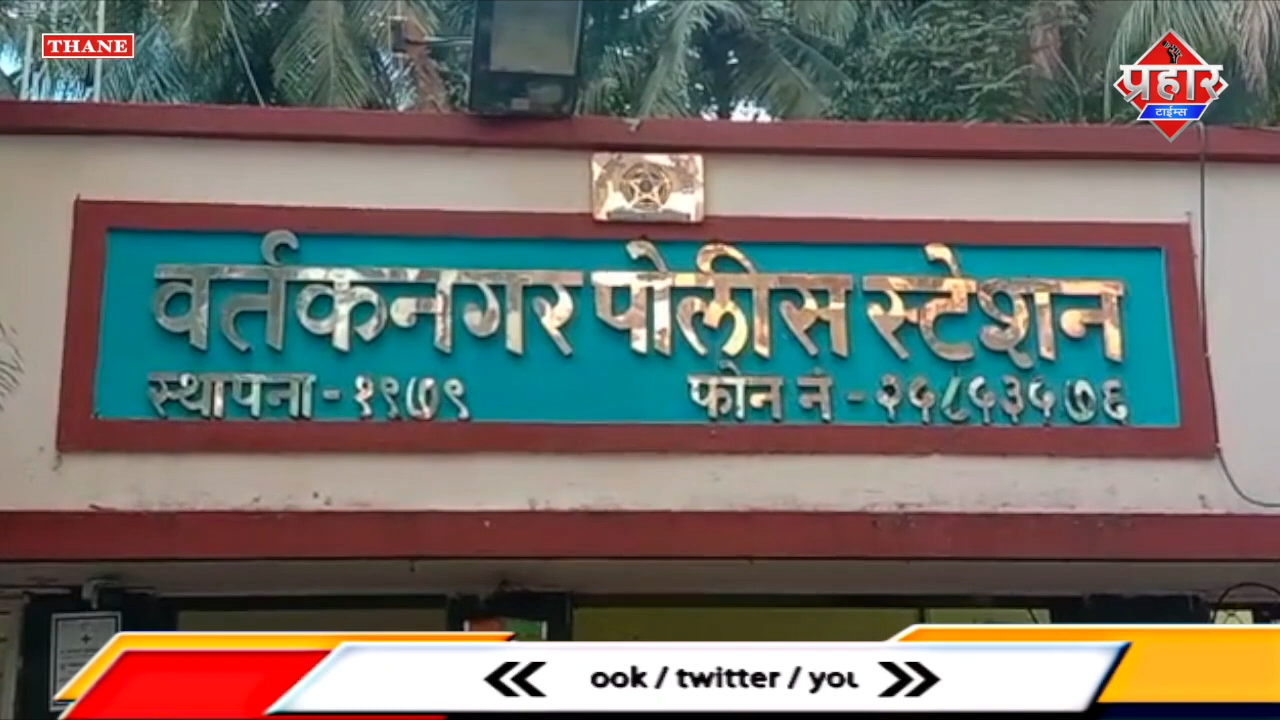 THANE
प्रहार
टाईम्स
वर्तकनगर पोलीस स्टेशन
स्थापना - १९७९
फोन नं - २५८५३५७६
ook / twitter / you